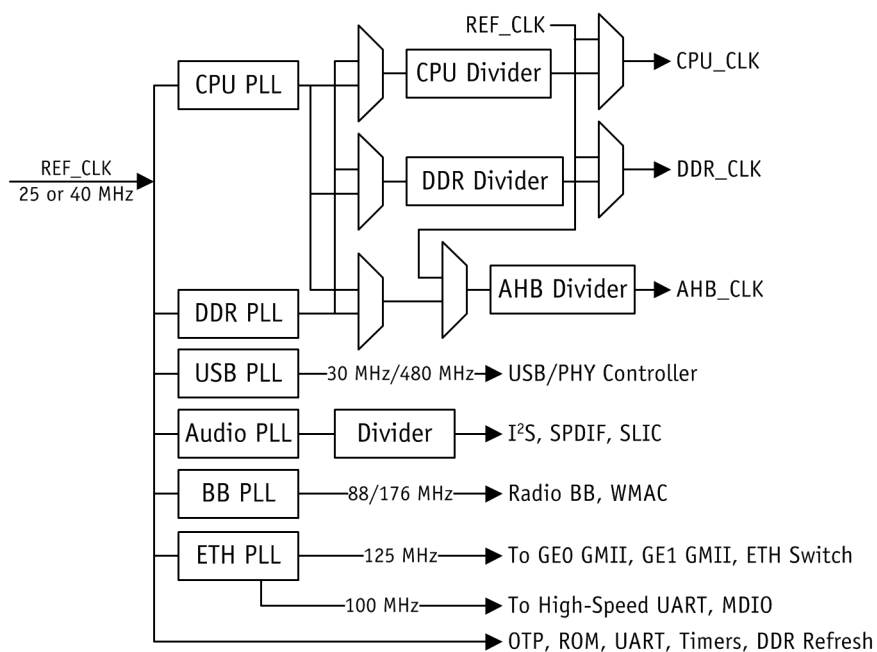 REF_CLK
CPU PLL
CPU Divider
CPU_CLK
REF_CLK
25 or 40 MHz
DDR Divider
DDR_CLK
DDR PLL
AHB Divider
AHB_CLK
USB PLL
30 MHz/480 MHz
USB/PHY Controller
Audio PLL
Divider
I²S, SPDIF, SLIC
BB PLL
88/176 MHz
Radio BB, WMAC
ETH PLL
125 MHz
To GE0 GMII, GE1 GMII, ETH Switch
100 MHz
To High-Speed UART, MDIO
OTP, ROM, UART, Timers, DDR Refresh